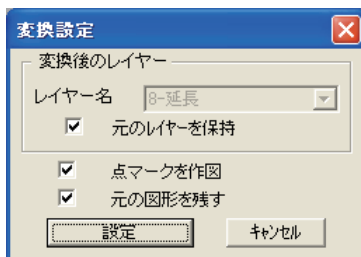 変換設定
変換後のレイヤー
レイヤー名 8-延長
元のレイヤーを保持
点マークを作図
元の図形を残す
設定 ｷｬﾝｾﾙ